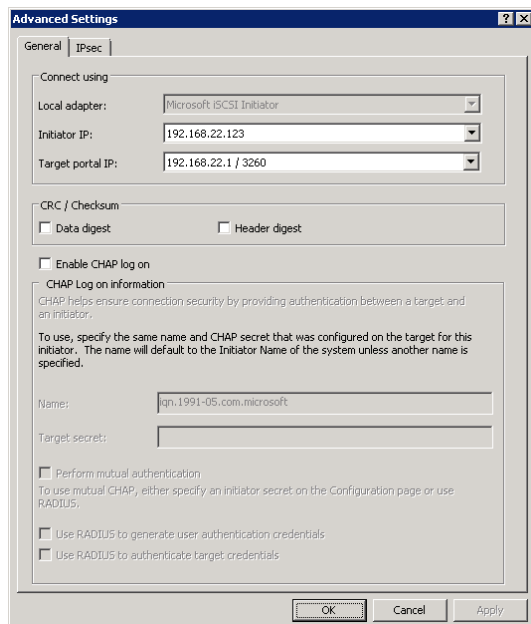 Advanced Settings
General
IPsec
Connect using
Local adapter:
Microsoft iSCSI Initiator
Initiator IP:
192.168.22.123
Target portal IP:
192.168.22.1 / 3260
CRC / Checksum
Data digest
Header digest
Enable CHAP log on
CHAP Log on information
CHAP helps ensure connection security by providing authentication between a target and
an initiator.
To use, specify the same name and CHAP secret that was configured on the target for this
initiator. The name will default to the Initiator Name of the system unless another name is
specified.
Name:
iqn.1991-05.com.microsoft
Target secret:
Perform mutual authentication
To use mutual CHAP, either specify an initiator secret on the Configuration page or use
RADIUS.
Use RADIUS to generate user authentication credentials
Use RADIUS to authenticate target credentials
OK
Cancel
Apply